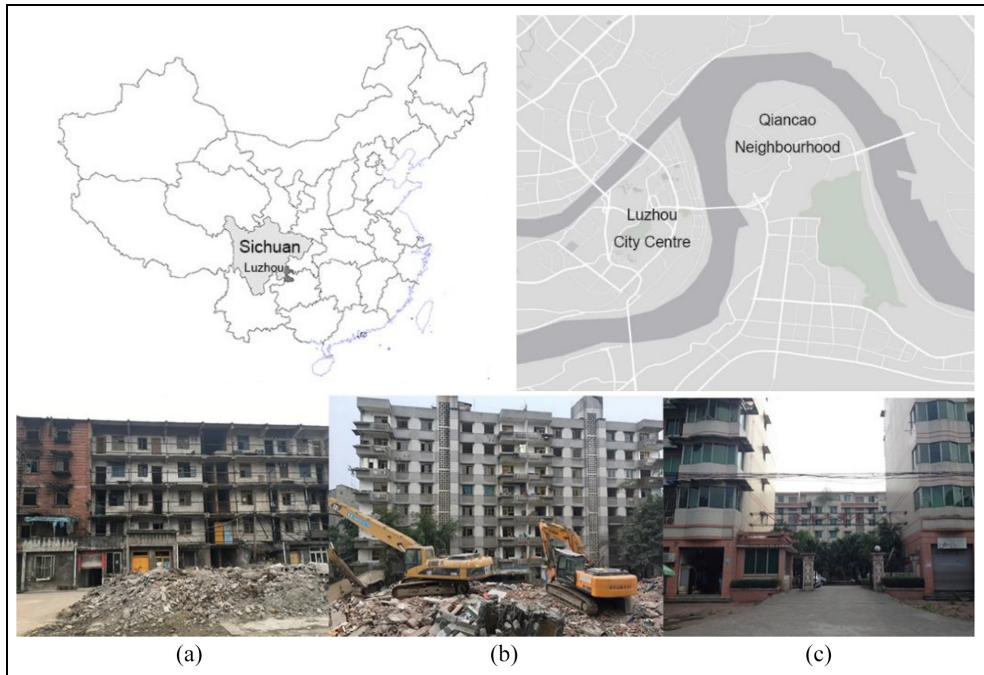 Sichuan
Luzhou
Qiancao
Neighbourhood
Luzhou
City Centre
(a)
(b)
(c)